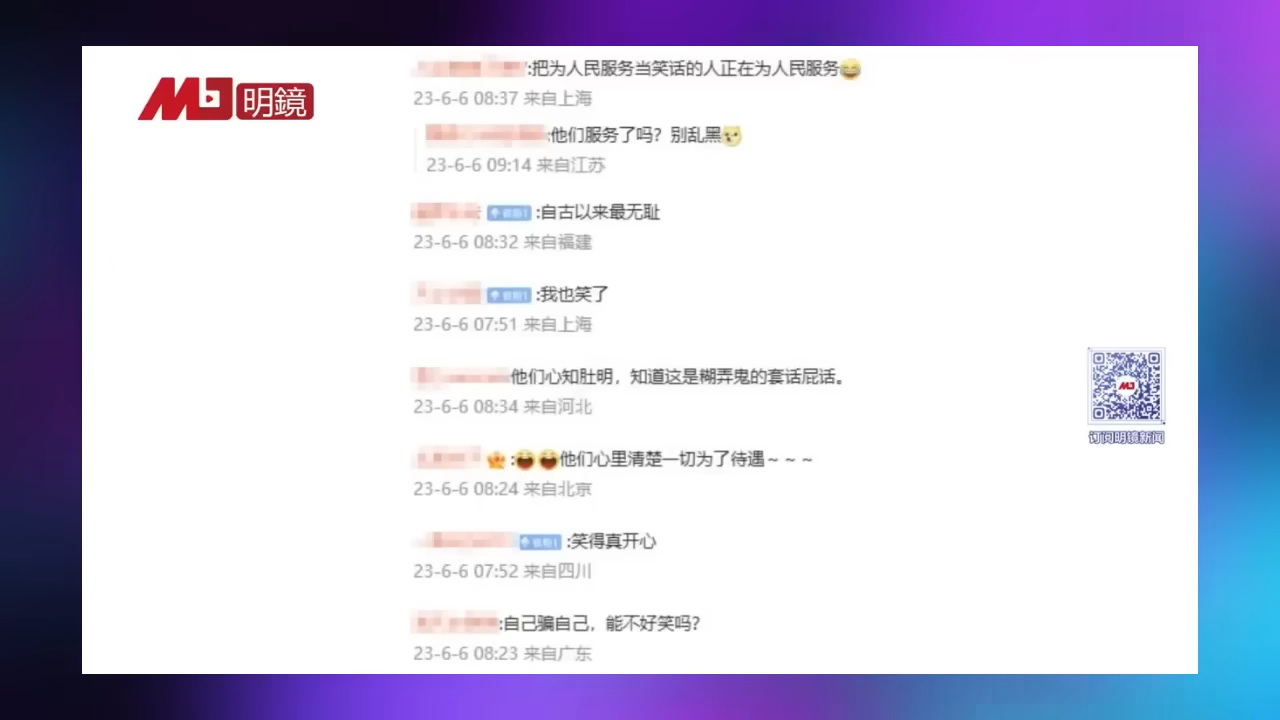 明鏡
:把为人民服务当笑话的人正在为人民服务😅
23-6-6 08:37 来自上海
:他们服务了吗？别乱黑
23-6-6 09:14 来自江苏
:自古以来最无耻
23-6-6 08:32 来自福建
:我也笑了
23-6-6 07:51 来自上海
他们心知肚明，知道这是糊弄鬼的套话屁话。
23-6-6 08:34 来自河北
:他们心里清楚一切为了待遇~~~
23-6-6 08:24 来自北京
:笑得真开心
23-6-6 07:52 来自四川
:自己骗自己，能不好笑吗?
23-6-6 08:23 来自广东
订阅明镜新闻